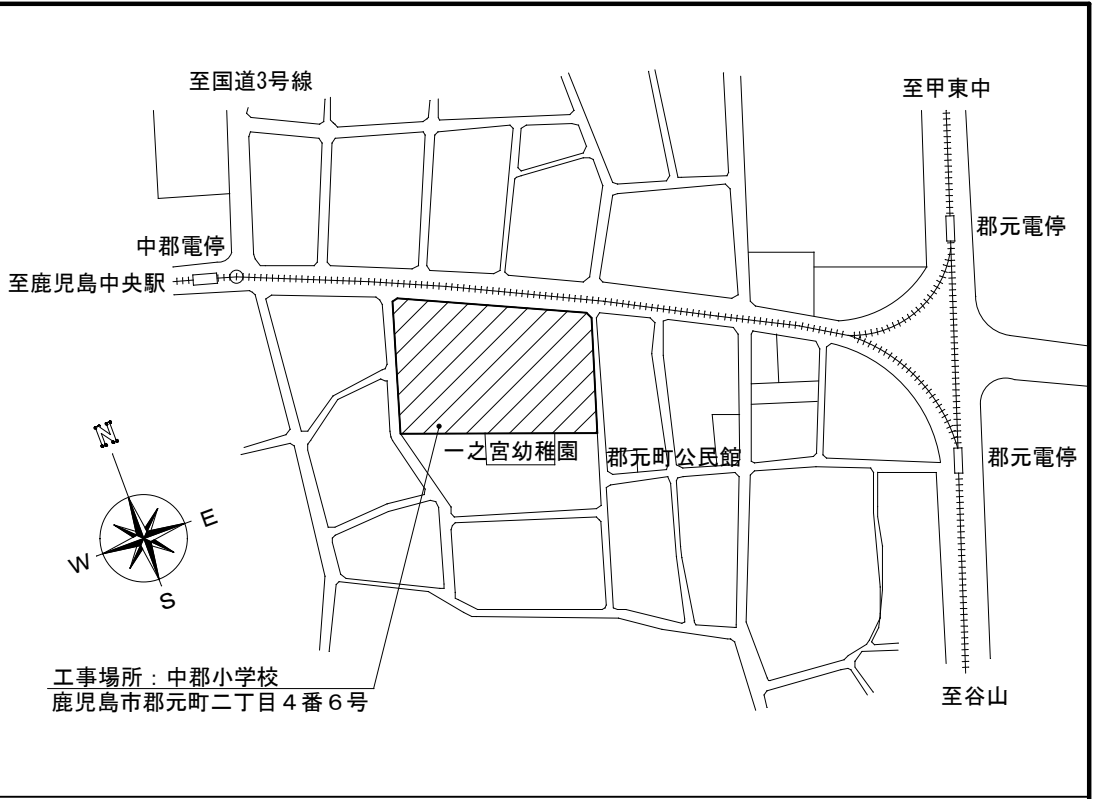 至国道3号線
至甲東中
郡元電停
中郡電停
至鹿児島中央駅
一之宮幼稚園
郡元町公民館
郡元電停
N
E
W
S
工事場所：中郡小学校
鹿児島市郡元町二丁目４番６号
至谷山